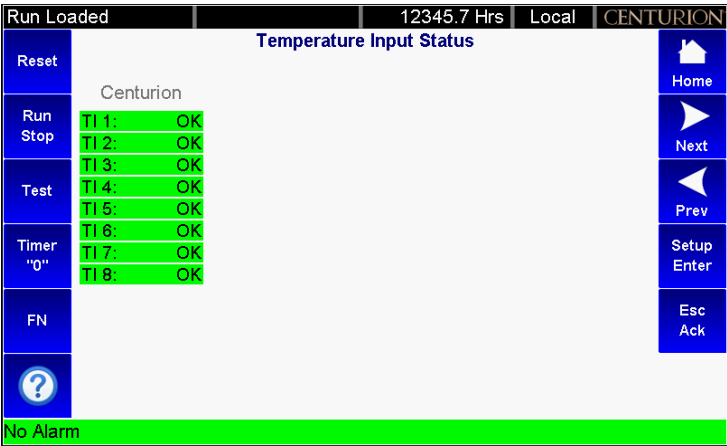 Run Loaded 12345.7 Hrs Local CENTURION
Temperature Input Status
Reset
Home
Centurion
Run
Stop
Next
TI 1: OK
TI 2: OK
TI 3: OK
TI 4: OK
TI 5: OK
TI 6: OK
TI 7: OK
TI 8: OK
Test
Prev
Timer
"0"
Setup
Enter
FN
Esc
Ack
?
No Alarm